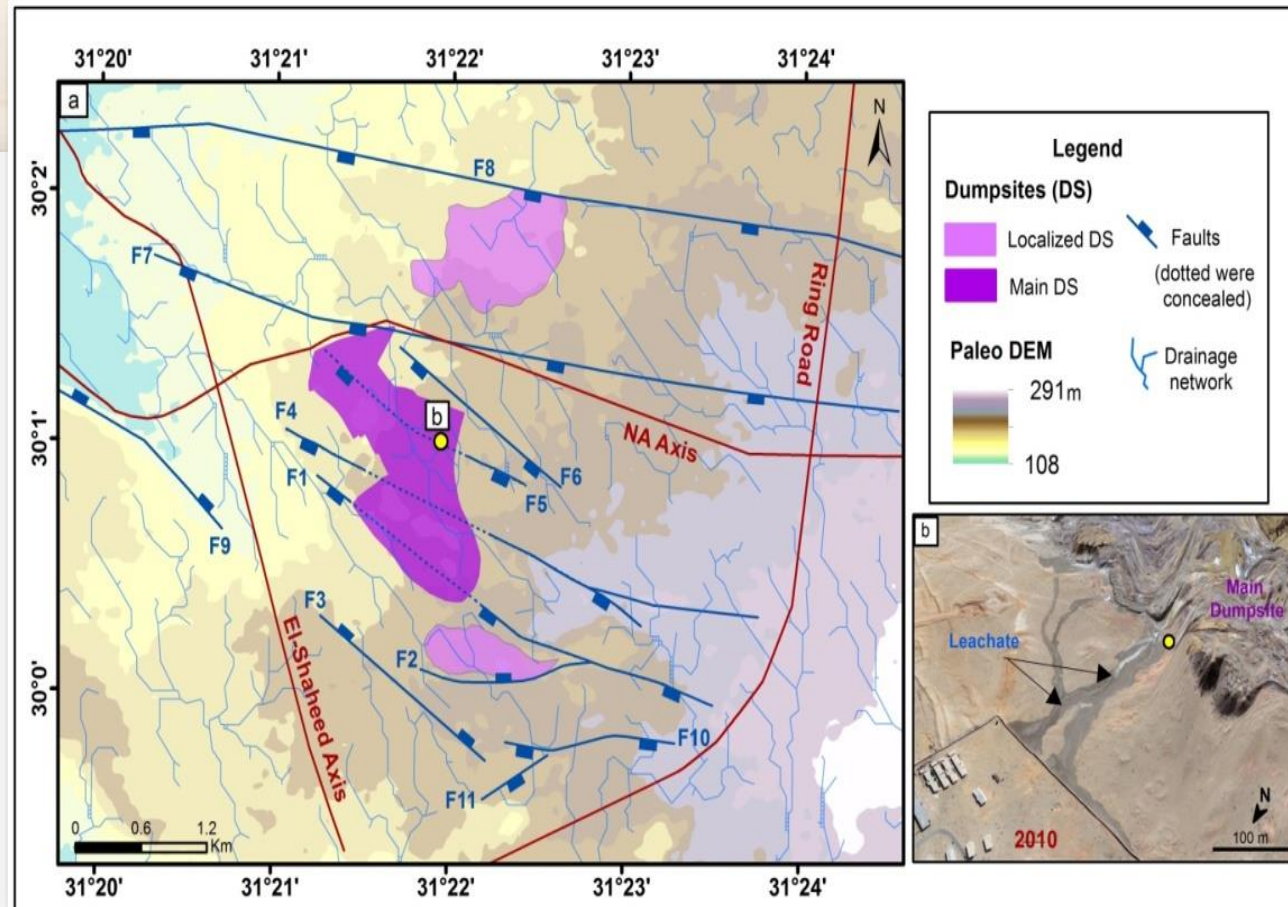 31°20'
31°21'
31°22'
31°23'
31°24'
a
N
F8
30°2'
F7
Ring Road
b
F4
NA Axis
30°1'
F1
F6
F5
F9
F3
El-Shaheed Axis
F2
30°0'
F10
F11
0 0.6 1.2
Km
31°20'
31°21'
31°22'
31°23'
31°24'
Legend
Dumpsites (DS)
Localized DS
Main DS
Faults
(dotted were
concealed)
Paleo DEM
291m
108
Drainage
network
b
Main
Dumpsite
Leachate
N
2010
100 m